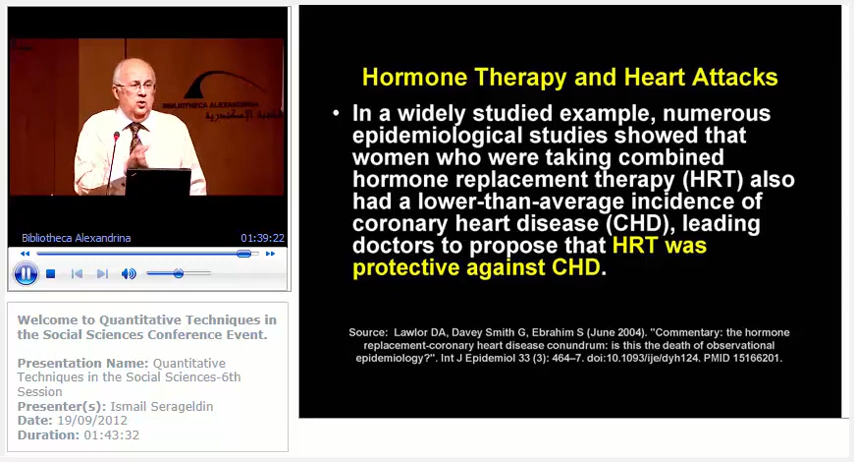 BIBLIOTHECA ALEXANDRINA
Bibliotheca Alexandrina 01:39:22
Welcome to Quantitative Techniques in
the Social Sciences Conference Event.
Presentation Name: Quantitative
Techniques in the Social Sciences-6th
Session
Presenter(s): Ismail Serageldin
Date: 19/09/2012
Duration: 01:43:32
Hormone Therapy and Heart Attacks
• In a widely studied example, numerous
epidemiological studies showed that
women who were taking combined
hormone replacement therapy (HRT) also
had a lower-than-average incidence of
coronary heart disease (CHD), leading
doctors to propose that HRT was
protective against CHD.
Source: Lawlor DA, Davey Smith G, Ebrahim S (June 2004). "Commentary: the hormone
replacement-coronary heart disease conundrum: is this the death of observational
epidemiology?". Int J Epidemiol 33 (3): 464–7. doi:10.1093/ije/dyh124. PMID 15166201.